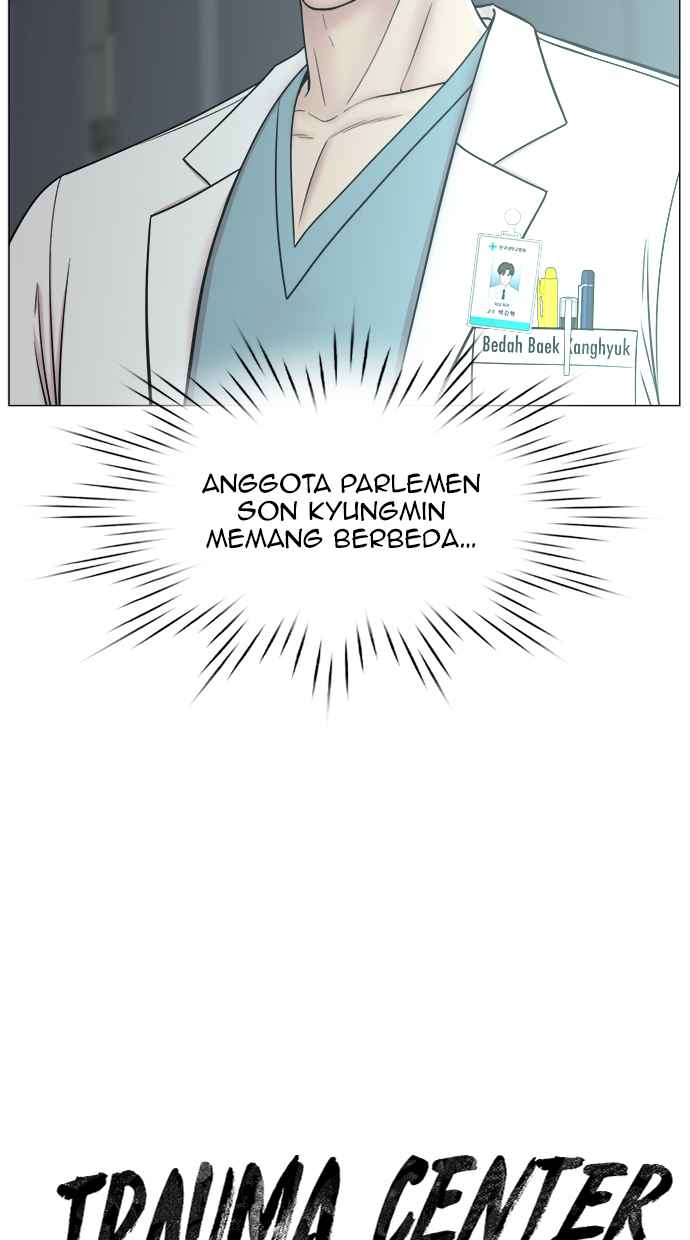 Bedah Baek Kanghyuk
ANGGOTA PARLEMEN
SON KYUNGMIN
MEMANG BERBEDA...
TRAUMA CENTER